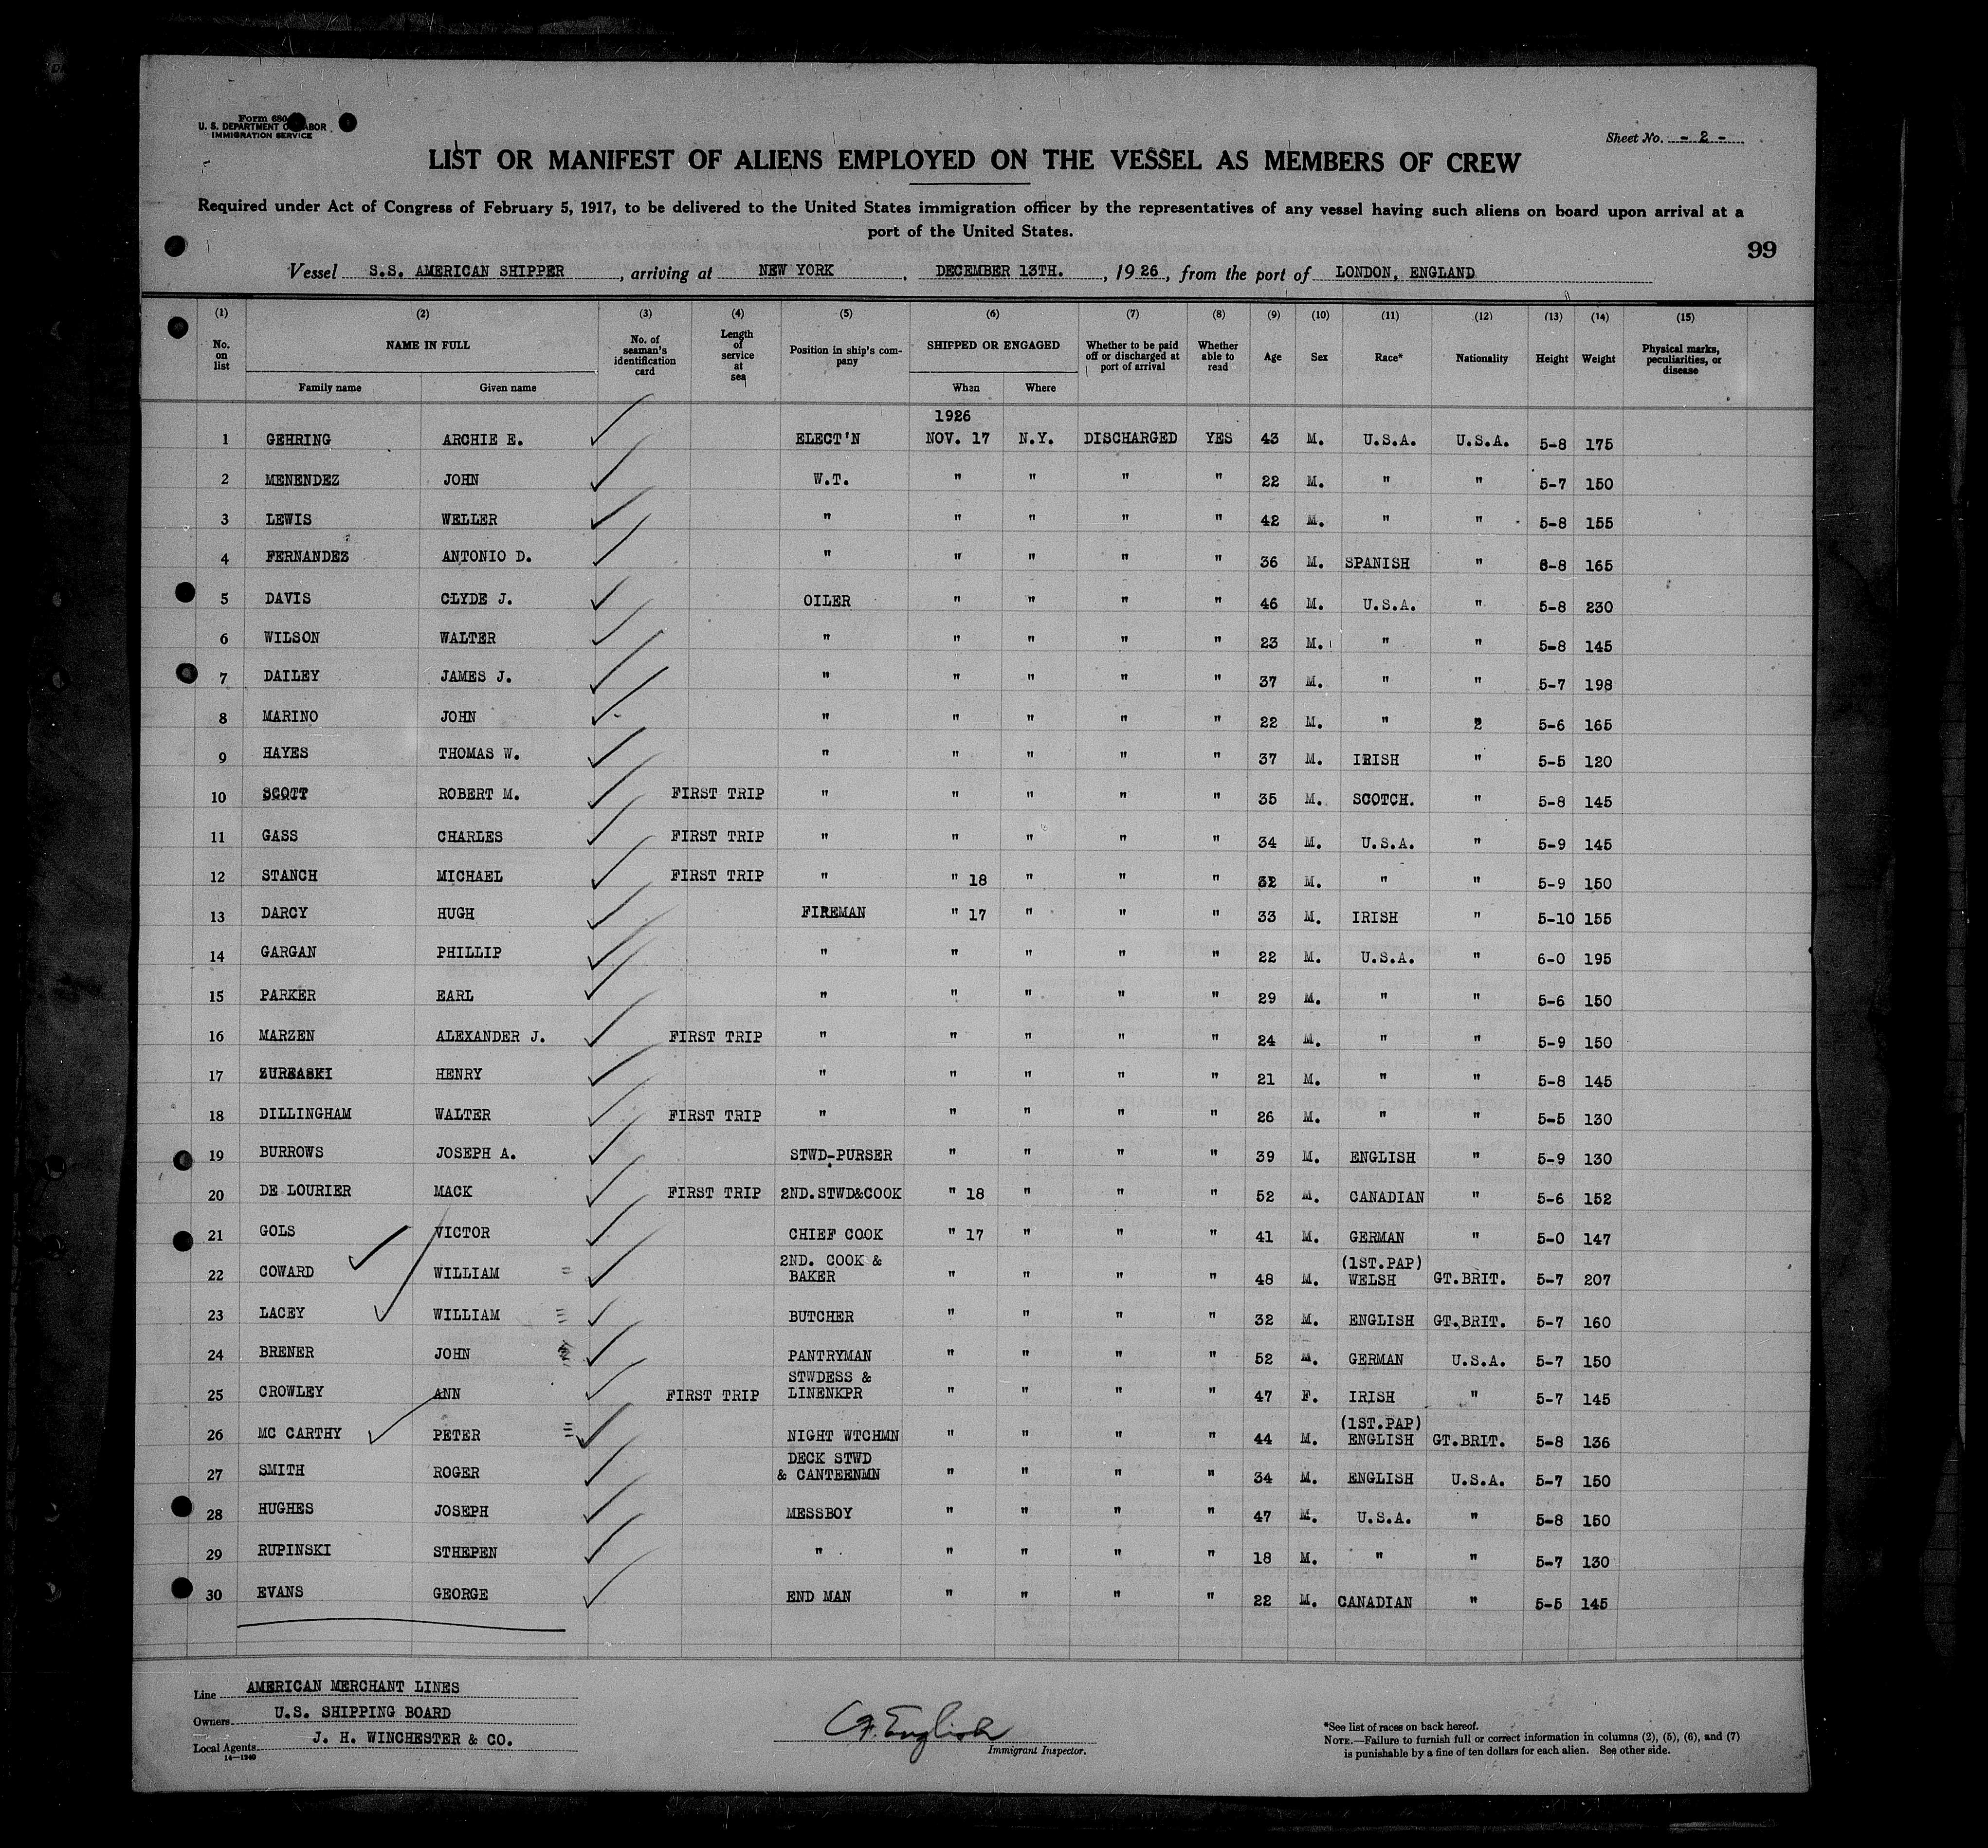 Form 680
U. S. DEPARTMENT OF LABOR
IMMIGRATION SERVICE
Sheet No. - 2 -
LIST OR MANIFEST OF ALIENS EMPLOYED ON THE VESSEL AS MEMBERS OF CREW
Required under Act of Congress of February 5, 1917, to be delivered to the United States immigration officer by the representatives of any vessel having such aliens on board upon arrival at a
port of the United States.
99
Vessel S.S. AMERICAN SHIPPER, arriving at NEW YORK, DECEMBER 13TH., 1926, from the port of LONDON, ENGLAND
(1) (2) (3) (4) (5) (6) (7) (8) (9) (10) (11) (12) (13) (14) (15)
No. on list NAME IN FULL Family name Given name No. of seaman's identification card Length of service at sea Position in ship's company SHIPPED OR ENGAGED When Where Whether to be paid off or discharged at port of arrival Whether able to read Age Sex Race* Nationality Height Weight Physical marks, peculiarities, or disease
1926
1 GEHRING ARCHIE E. ELECT'N NOV. 17 N.Y. DISCHARGED YES 43 M. U.S.A. U.S.A. 5-8 175
2 MENENDEZ JOHN W.T. " " " " 22 M. " " 5-7 150
3 LEWIS WELLER " " " " " 42 M. " " 5-8 155
4 FERNANDEZ ANTONIO D. " " " " " 36 M. SPANISH " 8-8 165
5 DAVIS CLYDE J. OILER " " " " 46 M. U.S.A. " 5-8 230
6 WILSON WALTER " " " " " 23 M. " " 5-8 145
7 DAILEY JAMES J. " " " " " 37 M. " " 5-7 198
8 MARINO JOHN " " " " " 22 M. " 2 5-6 165
9 HAYES THOMAS W. " " " " " 37 M. IRISH " 5-5 120
10 SCOTT ROBERT M. FIRST TRIP " " " " " 35 M. SCOTCH. " 5-8 145
11 GASS CHARLES FIRST TRIP " " " " " 34 M. U.S.A. " 5-9 145
12 STANCH MICHAEL FIRST TRIP " " 18 " " " 32 M. " " 5-9 150
13 DARCY HUGH FIREMAN " 17 " " " 33 M. IRISH " 5-10 155
14 GARGAN PHILLIP " " " " " 22 M. U.S.A. " 6-0 195
15 PARKER EARL " " " " " 29 M. " " 5-6 150
16 MARZEN ALEXANDER J. FIRST TRIP " " " " " 24 M. " " 5-9 150
17 ZUREASKI HENRY " " " " " 21 M. " " 5-8 145
18 DILLINGHAM WALTER FIRST TRIP " " " " " 26 M. " " 5-5 130
19 BURROWS JOSEPH A. STWD-PURSER " " " " 39 M. ENGLISH " 5-9 130
20 DE LOURIER MACK FIRST TRIP 2ND.STWD&COOK " 18 " " " 52 M. CANADIAN " 5-6 152
21 GOLS VICTOR CHIEF COOK " 17 " " " 41 M. GERMAN " 5-0 147
22 COWARD WILLIAM 2ND. COOK & BAKER " " " " 48 M. (1ST.PAP) WELSH GT.BRIT. 5-7 207
23 LACEY WILLIAM BUTCHER " " " " 32 M. ENGLISH GT.BRIT. 5-7 160
24 BRENER JOHN PANTRYMAN " " " " 52 M. GERMAN U.S.A. 5-7 150
25 CROWLEY ANN FIRST TRIP STWDESS & LINENKPR " " " " 47 F. IRISH " 5-7 145
26 MC CARTHY PETER NIGHT WTCHMN " " " " 44 M. (1ST.PAP) ENGLISH GT.BRIT. 5-8 136
27 SMITH ROGER DECK STWD & CANTEENMN " " " " 34 M. ENGLISH U.S.A. 5-7 150
28 HUGHES JOSEPH MESSBOY " " " " 47 M. U.S.A. " 5-8 150
29 RUPINSKI STHEPEN " " " " " 18 M. " " 5-7 130
30 EVANS GEORGE END MAN " " " " 22 M. CANADIAN " 5-5 145
Line AMERICAN MERCHANT LINES
Owners U.S. SHIPPING BOARD
Local Agents J. H. WINCHESTER & CO.
14—1240
English
Immigrant Inspector.
*See list of races on back hereof.
NOTE.—Failure to furnish full or correct information in columns (2), (5), (6), and (7)
is punishable by a fine of ten dollars for each alien. See other side.